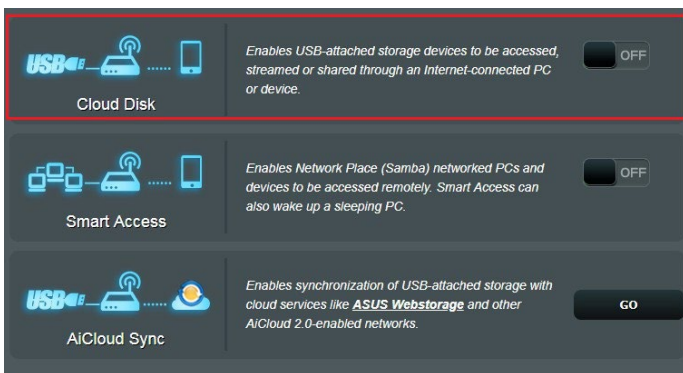 USB
Cloud Disk
Enables USB-attached storage devices to be accessed,
streamed or shared through an Internet-connected PC
or device.
OFF
Smart Access
Enables Network Place (Samba) networked PCs and
devices to be accessed remotely. Smart Access can
also wake up a sleeping PC.
OFF
USB
AiCloud Sync
Enables synchronization of USB-attached storage with
cloud services like ASUS Webstorage and other
AiCloud 2.0-enabled networks.
GO